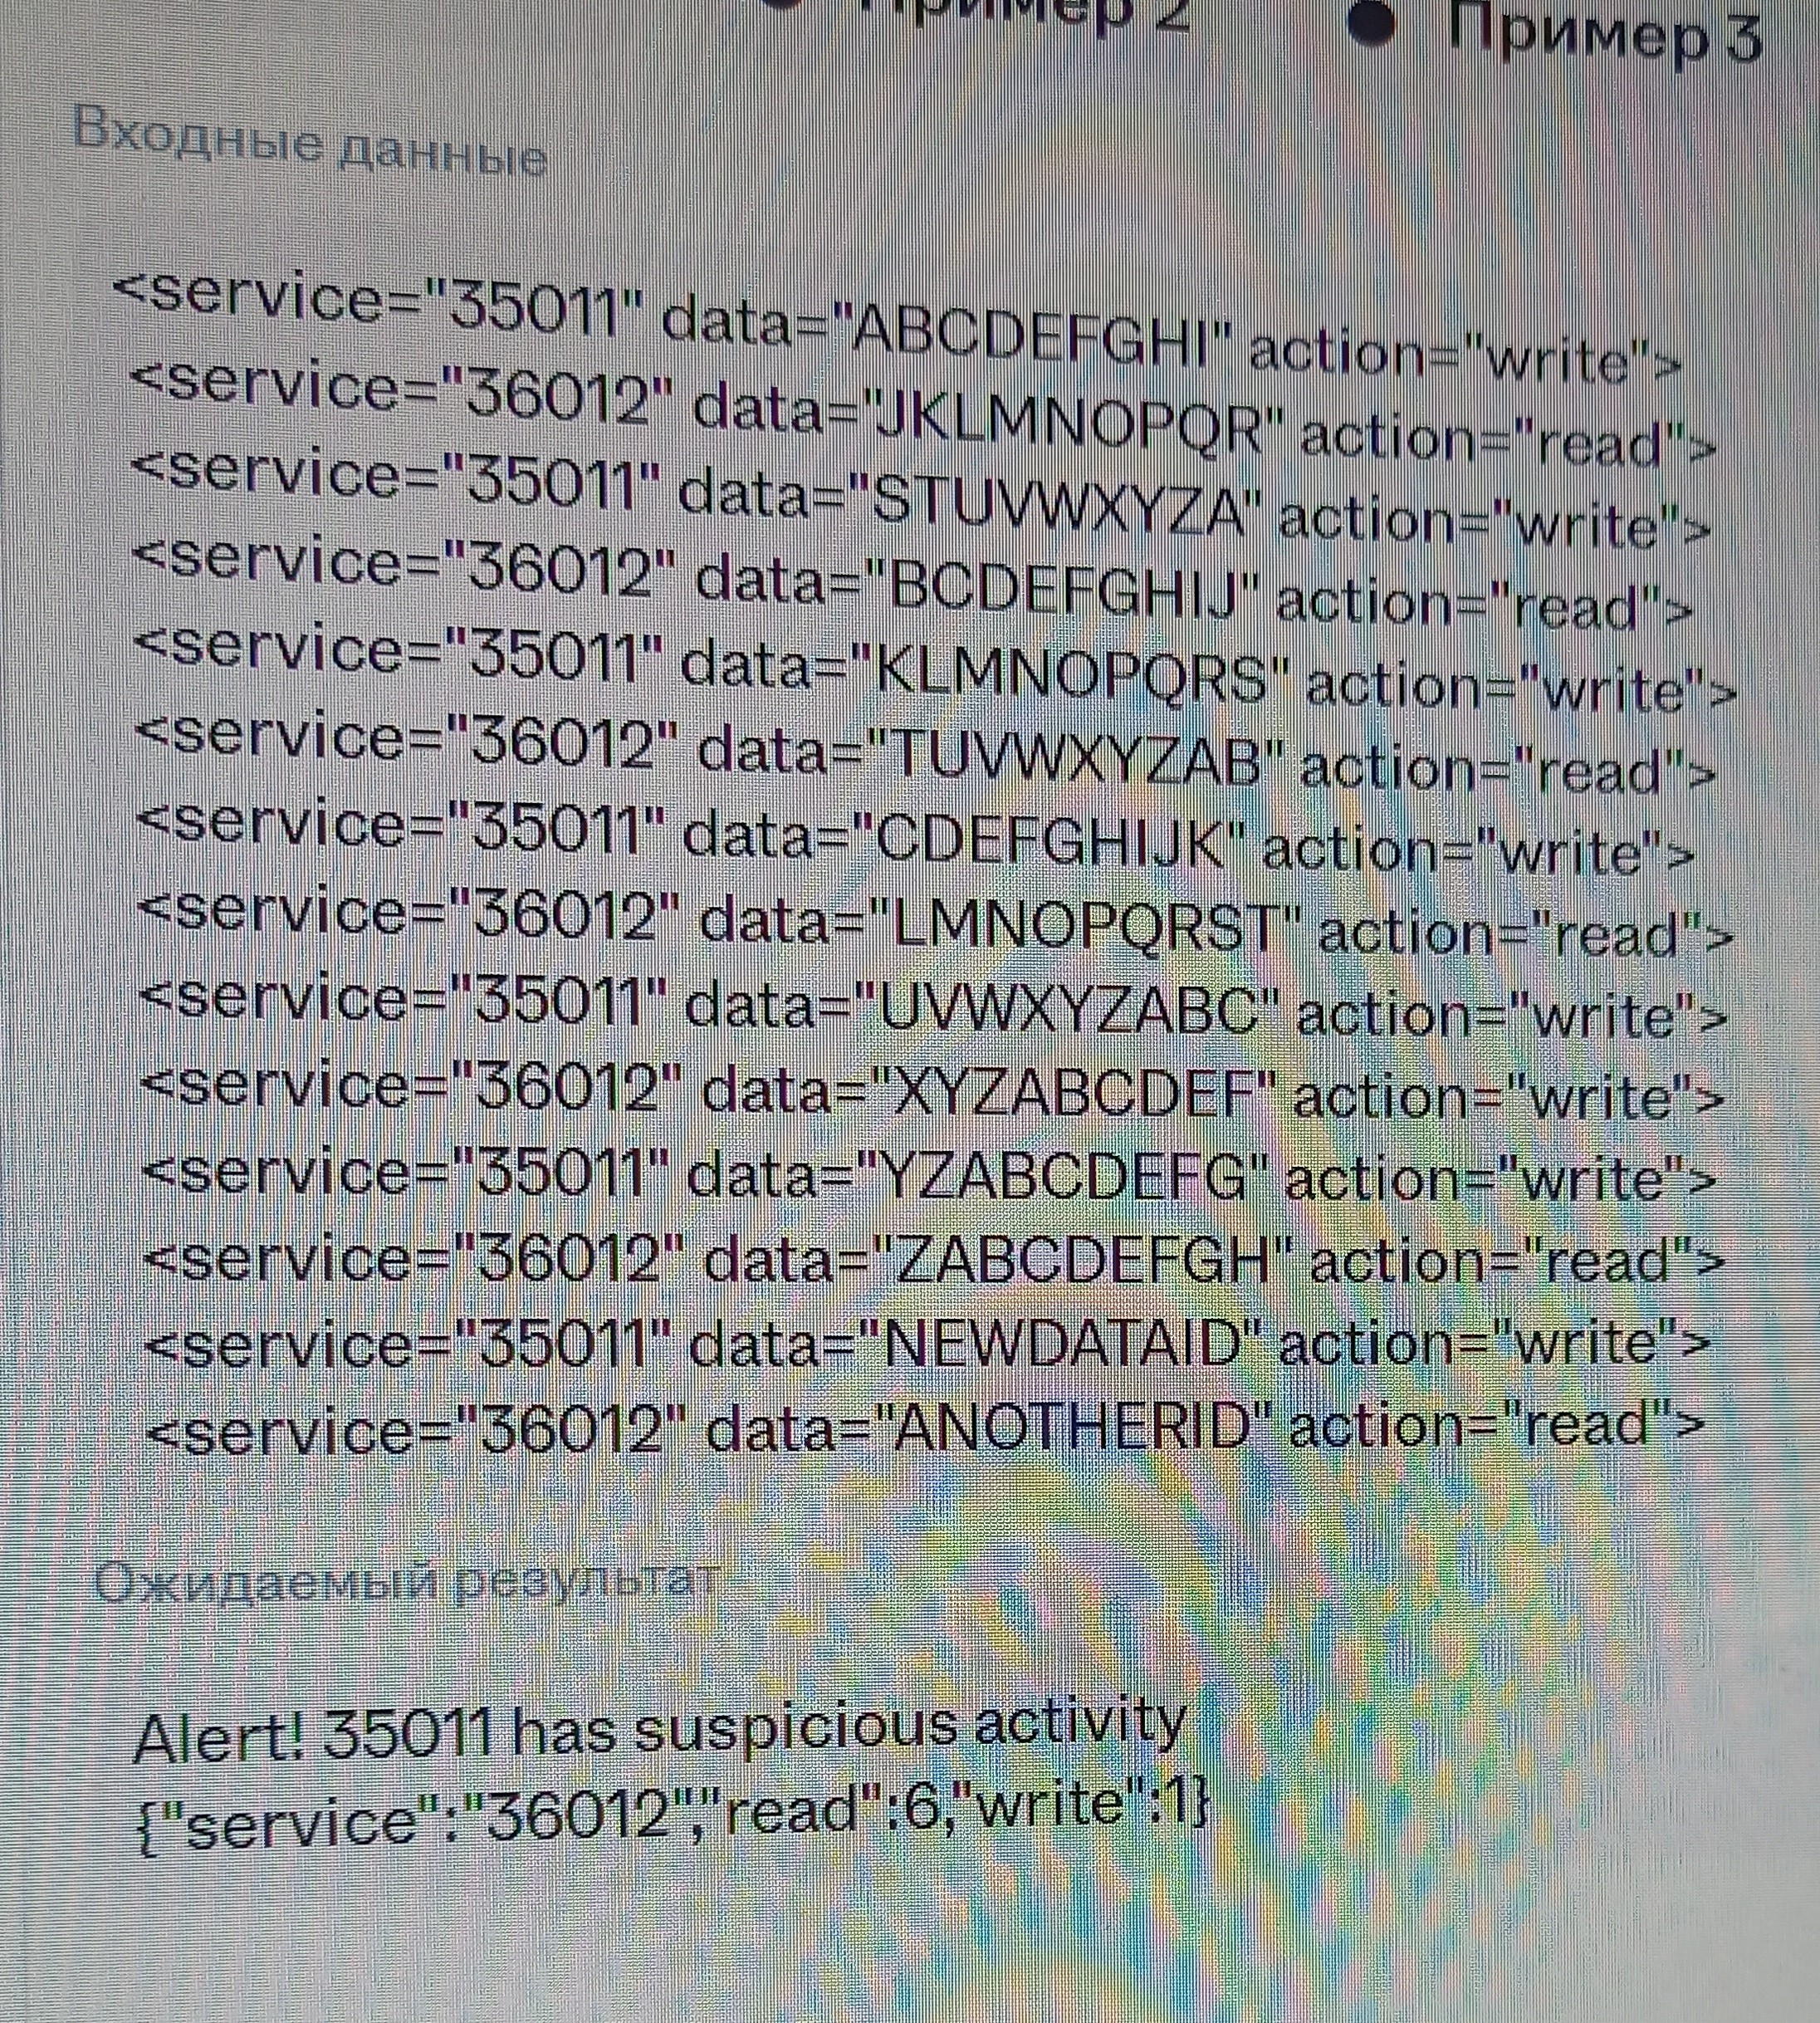 Пример 2 Пример 3
Входные данные
<service="35011" data="ABCDEFGHI" action="write">
<service="36012" data="JKLMNOPQR" action="read">
<service="35011" data="STUVWXYZA" action="write">
<service="36012" data="BCDEFGHIJ" action="read">
<service="35011" data="KLMNOPQRS" action="write">
<service="36012" data="TUVWXYZAB" action="read">
<service="35011" data="CDEFGHIJK" action="write">
<service="36012" data="LMNOPQRST" action="read">
<service="35011" data="UVWXYZABC" action="write">
<service="36012" data="XYZABCDEF" action="write">
<service="35011" data="YZABCDEFG" action="write">
<service="36012" data="ZABCDEFGH" action="read">
<service="35011" data="NEWDATAID" action="write">
<service="36012" data="ANOTHERID" action="read">
Ожидаемый результат
Alert! 35011 has suspicious activity
{"service":"36012","read":6,"write":1}